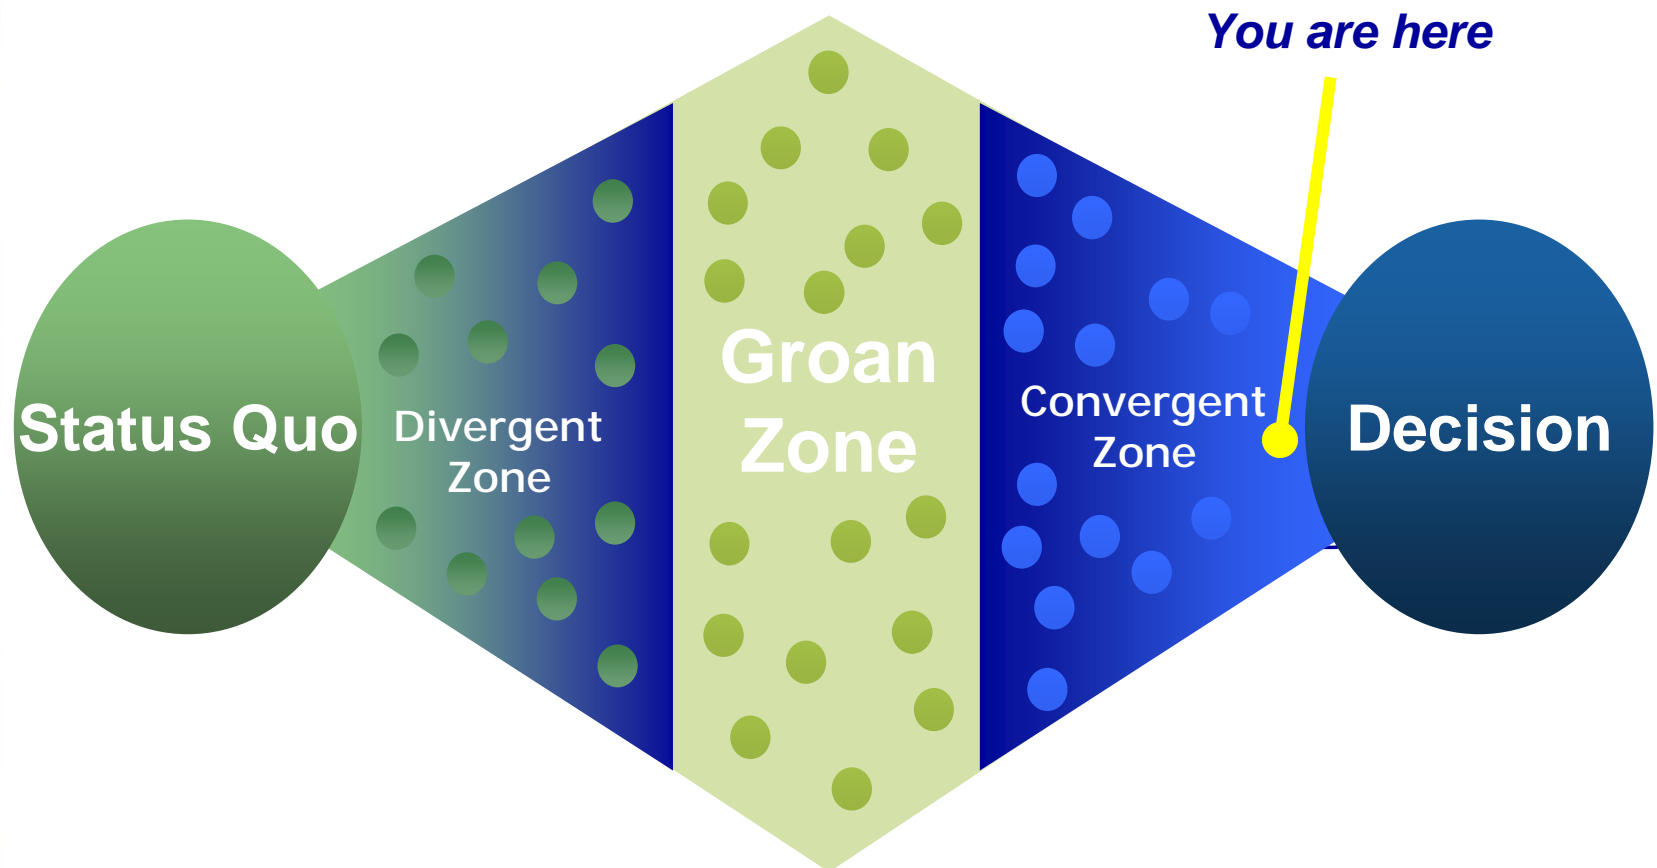 You are here
Status Quo
Divergent
Zone
Groan
Zone
Convergent
Zone
Decision